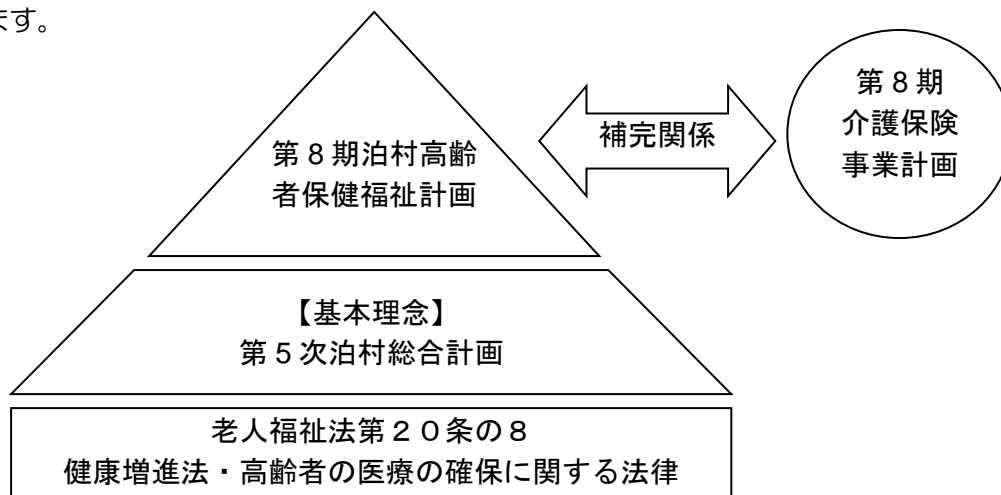 ます。
第８期泊村高齢
者保健福祉計画
補完関係
第８期
介護保険
事業計画
【基本理念】
第５次泊村総合計画
老人福祉法第２０条の８
健康増進法・高齢者の医療の確保に関する法律